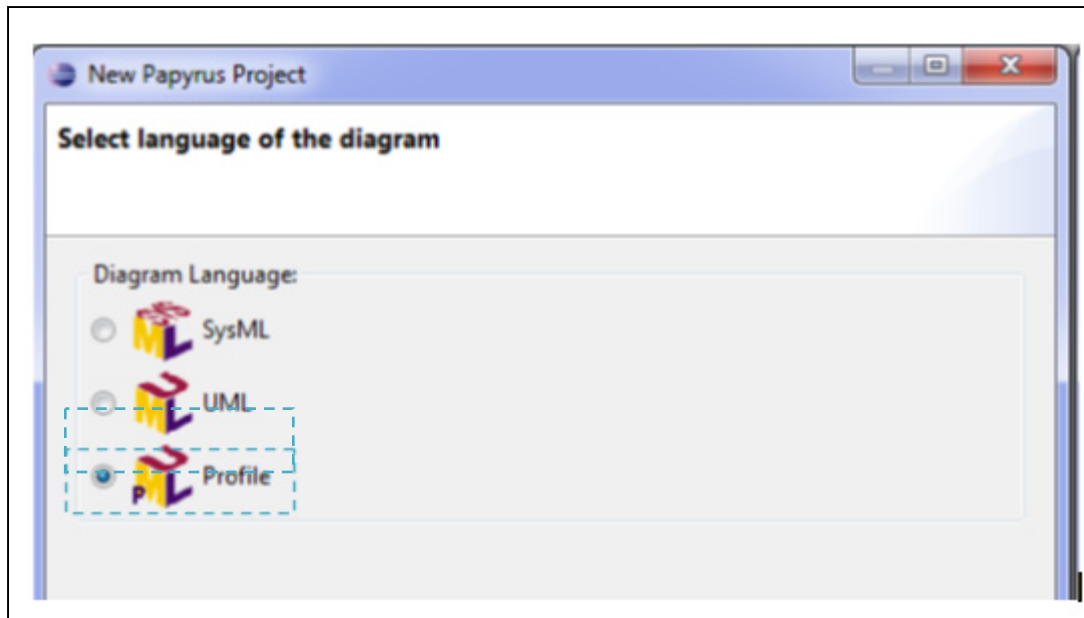 New Papyrus Project
Select language of the diagram
Diagram Language:
SysML
UML
Profile